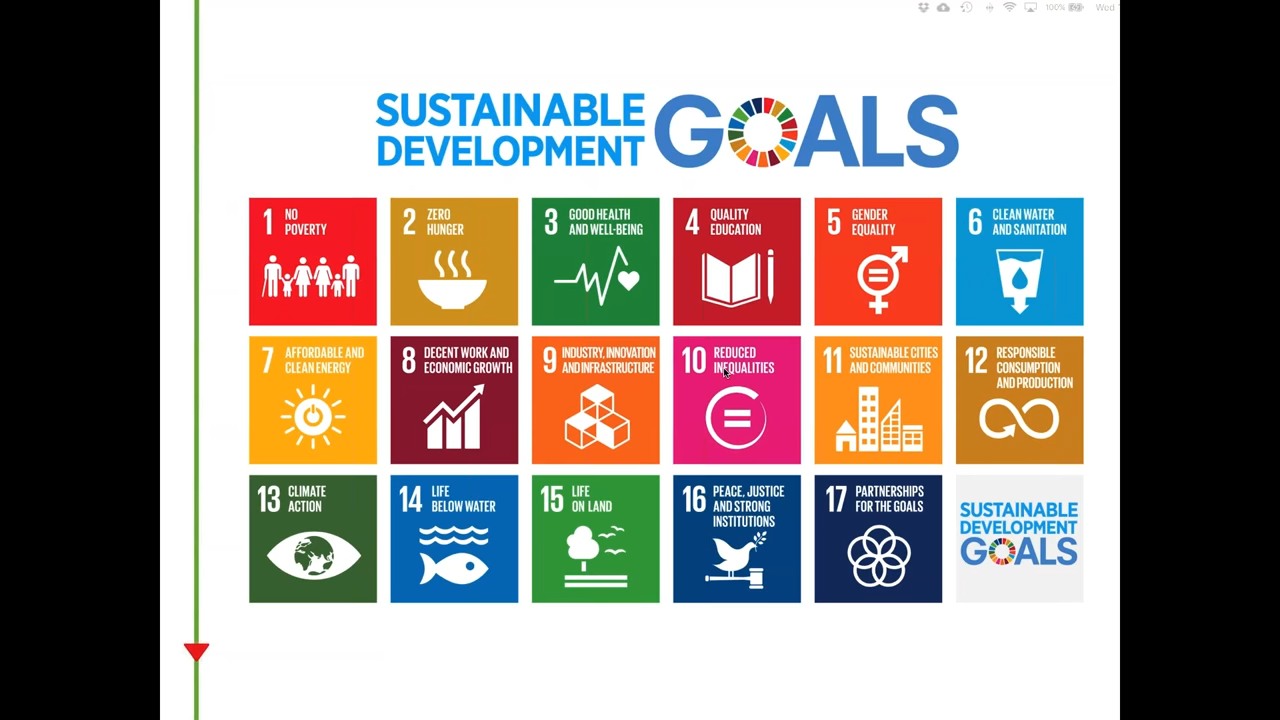 100%
Wed
SUSTAINABLE
DEVELOPMENT
GOALS
1 NO
POVERTY
2 ZERO
HUNGER
3 GOOD HEALTH
AND WELL-BEING
4 QUALITY
EDUCATION
5 GENDER
EQUALITY
6 CLEAN WATER
AND SANITATION
7 AFFORDABLE AND
CLEAN ENERGY
8 DECENT WORK AND
ECONOMIC GROWTH
9 INDUSTRY, INNOVATION
AND INFRASTRUCTURE
10 REDUCED
INEQUALITIES
11 SUSTAINABLE CITIES
AND COMMUNITIES
12 RESPONSIBLE
CONSUMPTION
AND PRODUCTION
13 CLIMATE
ACTION
14 LIFE
BELOW WATER
15 LIFE
ON LAND
16 PEACE, JUSTICE
AND STRONG
INSTITUTIONS
17 PARTNERSHIPS
FOR THE GOALS
SUSTAINABLE
DEVELOPMENT
GOALS